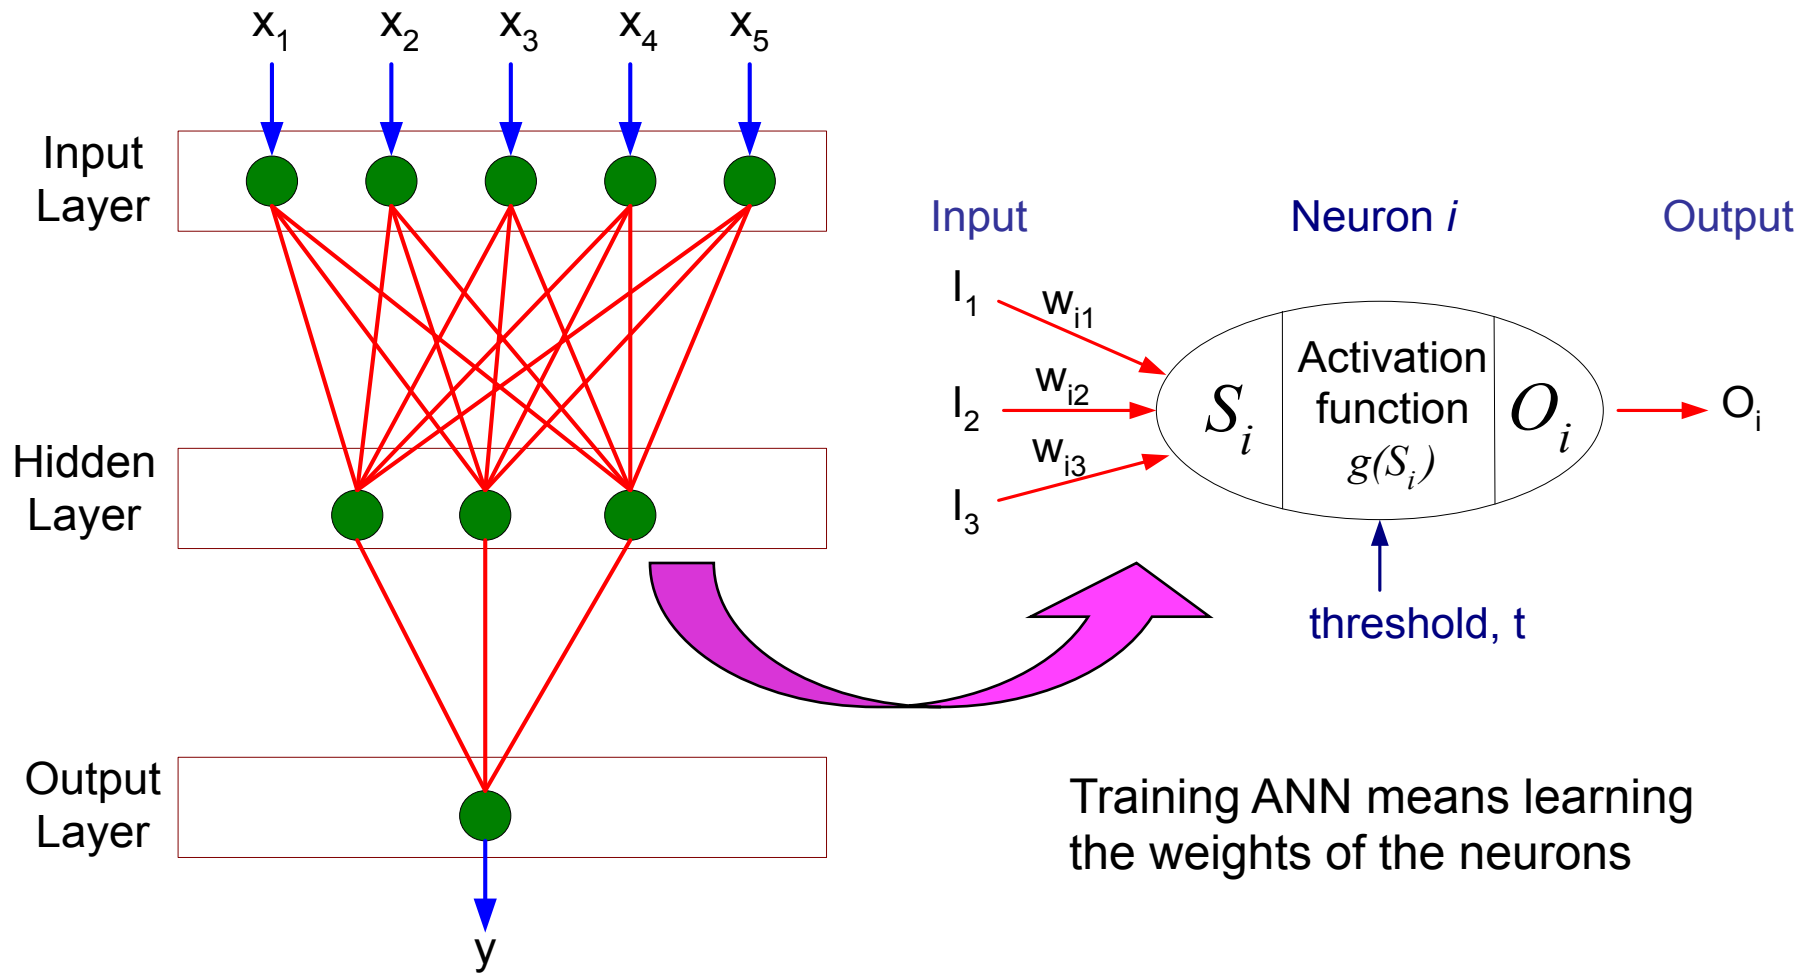 x₁ x₂ x₃ x₄ x₅
Input
Layer
Hidden
Layer
Output
Layer
y
Input
Neuron i
Output
I₁
wᵢ₁
I₂
wᵢ₂
I₃
wᵢ₃
Sᵢ
Activation
function
g(Sᵢ)
Oᵢ
Oᵢ
threshold, t
Training ANN means learning
the weights of the neurons